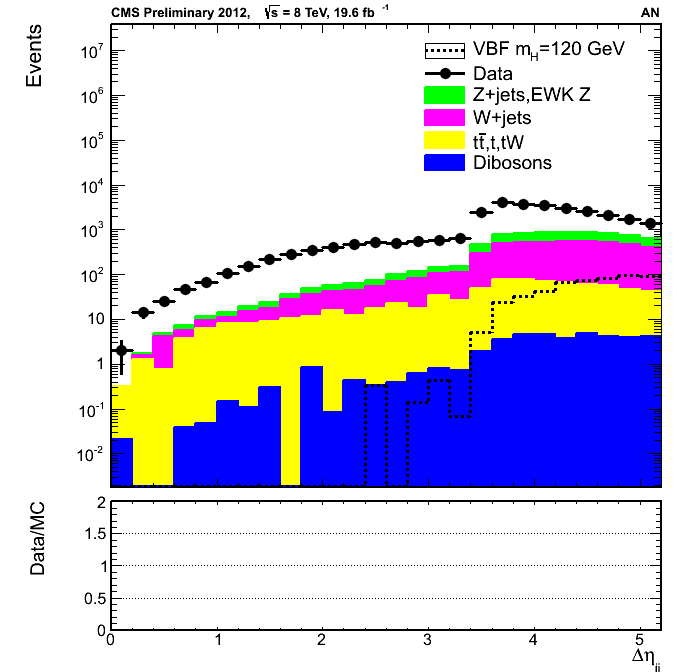 CMS Preliminary 2012, √s = 8 TeV, 19.6 fb⁻¹ AN
Events
VBF m_H=120 GeV
Data
Z+jets,EWK Z
W+jets
tt̄,t,tW
Dibosons
10⁷
10⁶
10⁵
10⁴
10³
10²
10
1
10⁻¹
10⁻²
Data/MC
2
1.5
1
0.5
0
0 1 2 3 4 5
Δη_jj